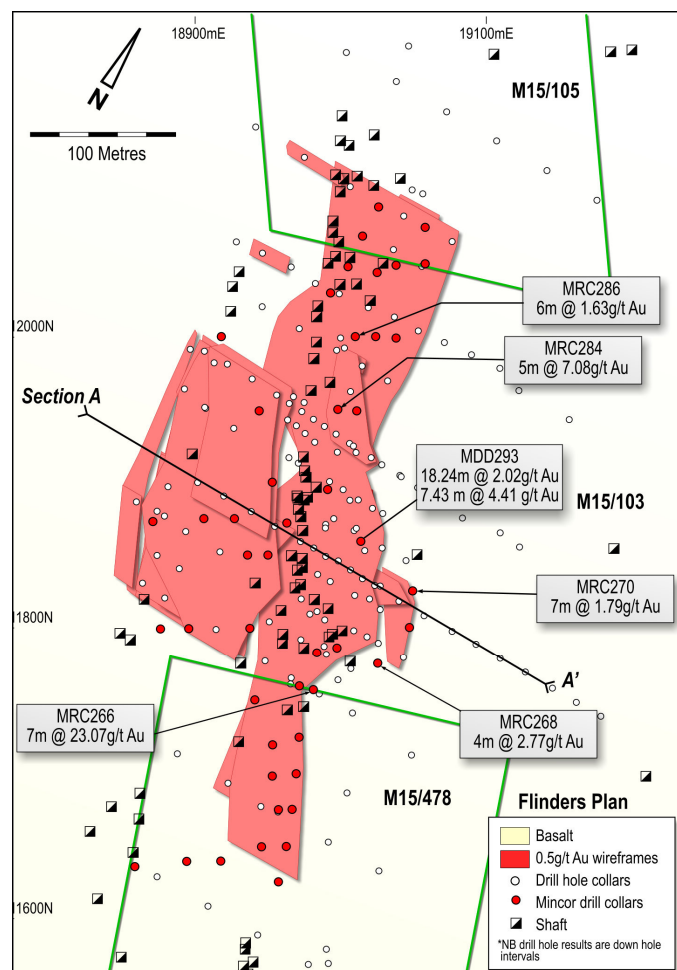 18900mE
19100mE
M15/105
N
100 Metres
MRC286
6m @ 1.63g/t Au
12000N
MRC284
5m @ 7.08g/t Au
Section A
MDD293
18.24m @ 2.02g/t Au
7.43 m @ 4.41 g/t Au
M15/103
MRC270
7m @ 1.79g/t Au
11800N
A’
MRC266
7m @ 23.07g/t Au
MRC268
4m @ 2.77g/t Au
M15/478
Flinders Plan
Basalt
0.5g/t Au wireframes
Drill hole collars
Mincor drill collars
Shaft
*NB drill hole results are down hole
intervals
11600N